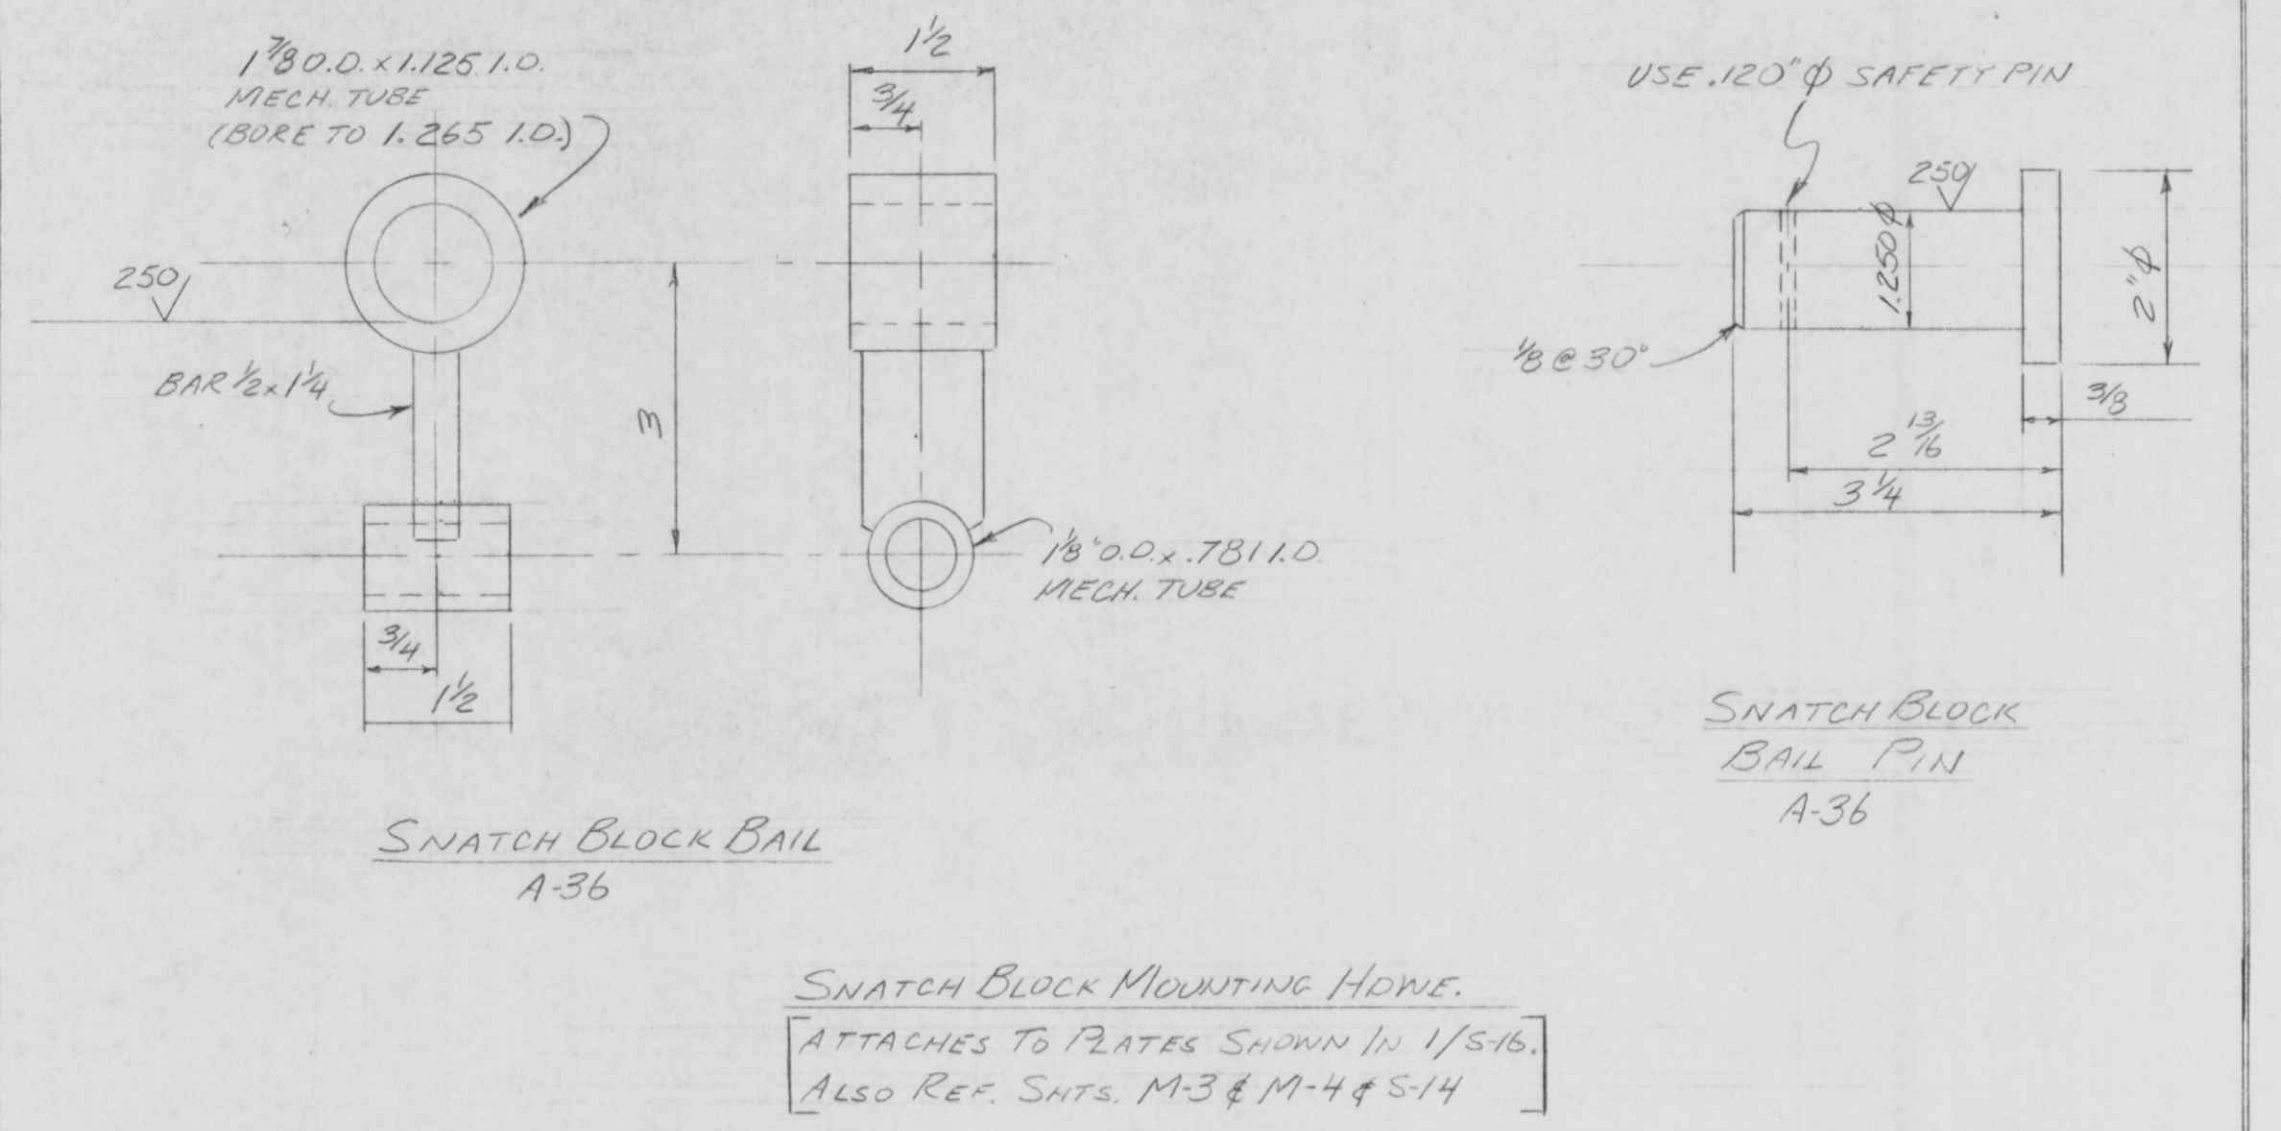 1 7/8 O.D. x 1.125 I.D.
MECH. TUBE
(BORE TO 1.265 I.D.)
250
BAR 1/2 x 1 1/4
3/4
1 1/2
3
1 1/2
3/4
1 1/8" O.D. x .781 I.D.
MECH. TUBE
SNATCH BLOCK BAIL
A-36
USE .120" ϕ SAFETY PIN
250
1.250 ϕ
2" ϕ
1/8 @ 30°
3/8
2 13/16
3 1/4
SNATCH BLOCK
BAIL PIN
A-36
SNATCH BLOCK MOUNTING HDWE.
[ATTACHES TO PLATES SHOWN IN 1/S-16.
ALSO REF. SHTS. M-3 & M-4 & S-14]